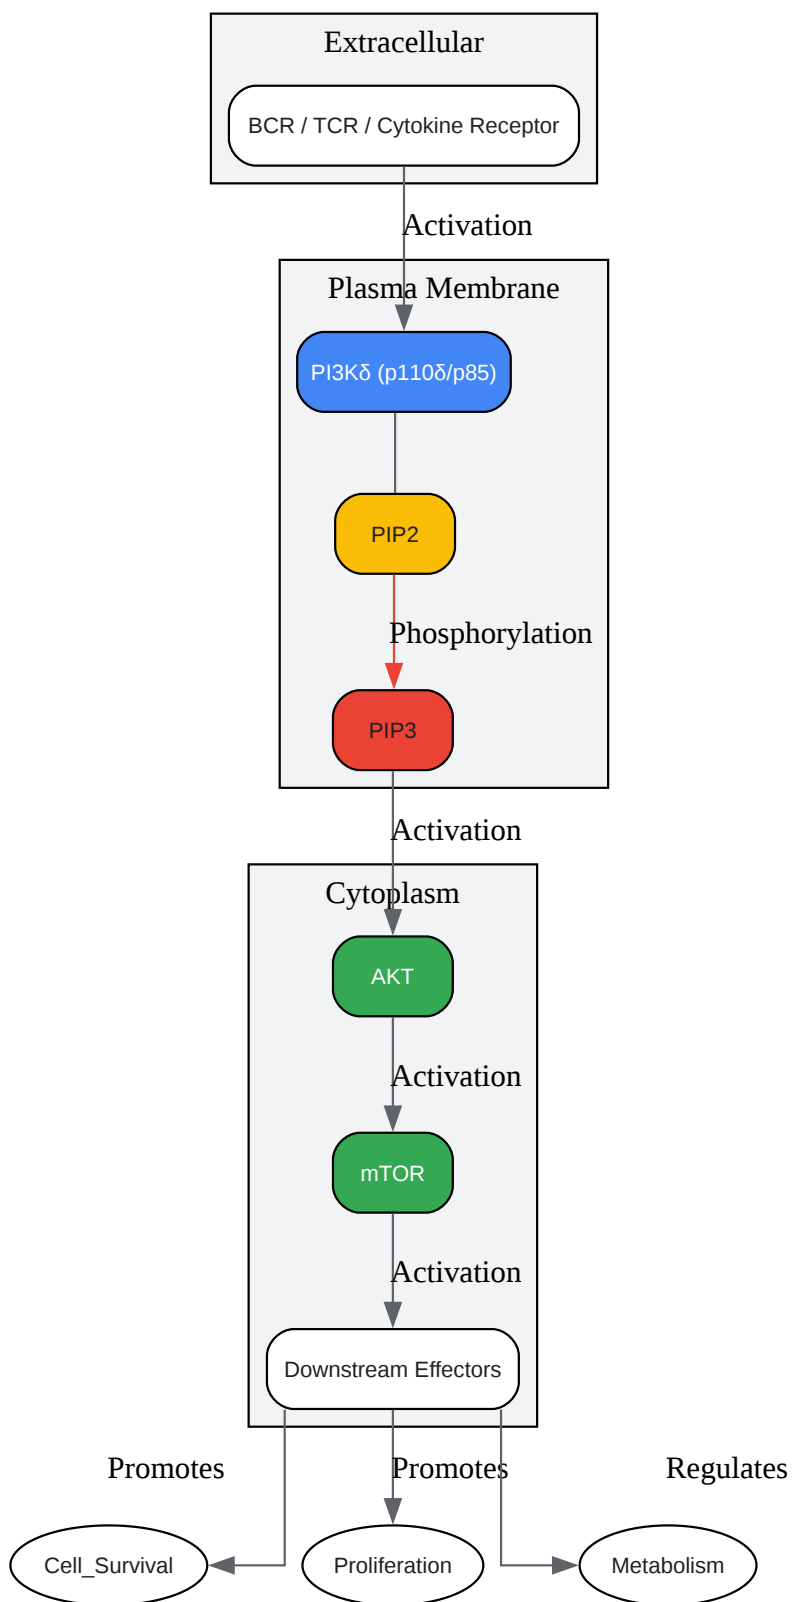 Extracellular
BCR / TCR / Cytokine Receptor
Activation
Plasma Membrane
PI3Kδ (p110δ/p85)
PIP2
Phosphorylation
PIP3
Activation
Cytoplasm
AKT
Activation
mTOR
Activation
Downstream Effectors
Promotes
Promotes
Regulates
Cell_Survival
Proliferation
Metabolism